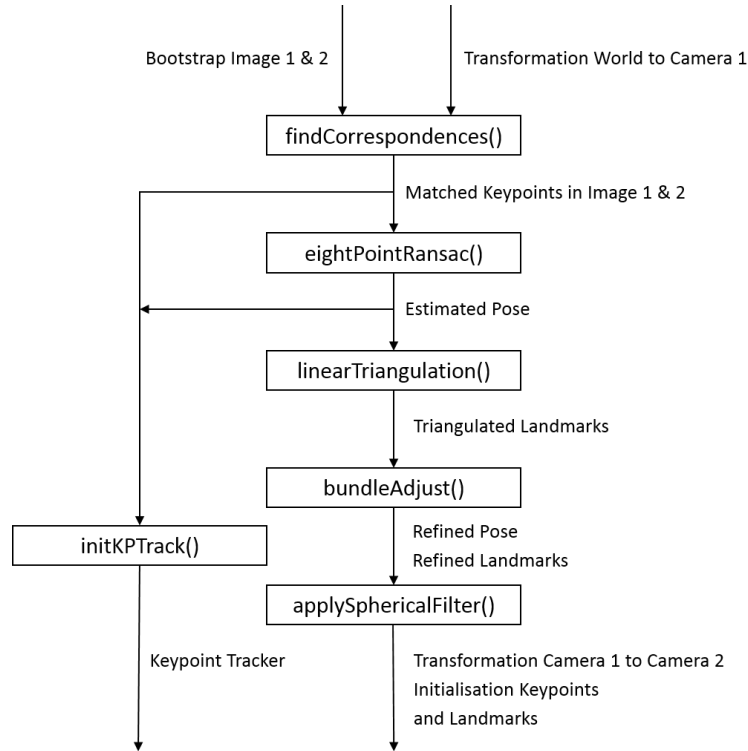 Bootstrap Image 1 & 2
Transformation World to Camera 1
findCorrespondences()
Matched Keypoints in Image 1 & 2
eightPointRansac()
Estimated Pose
linearTriangulation()
Triangulated Landmarks
bundleAdjust()
Refined Pose
Refined Landmarks
initKPTrack()
applySphericalFilter()
Keypoint Tracker
Transformation Camera 1 to Camera 2
Initialisation Keypoints
and Landmarks